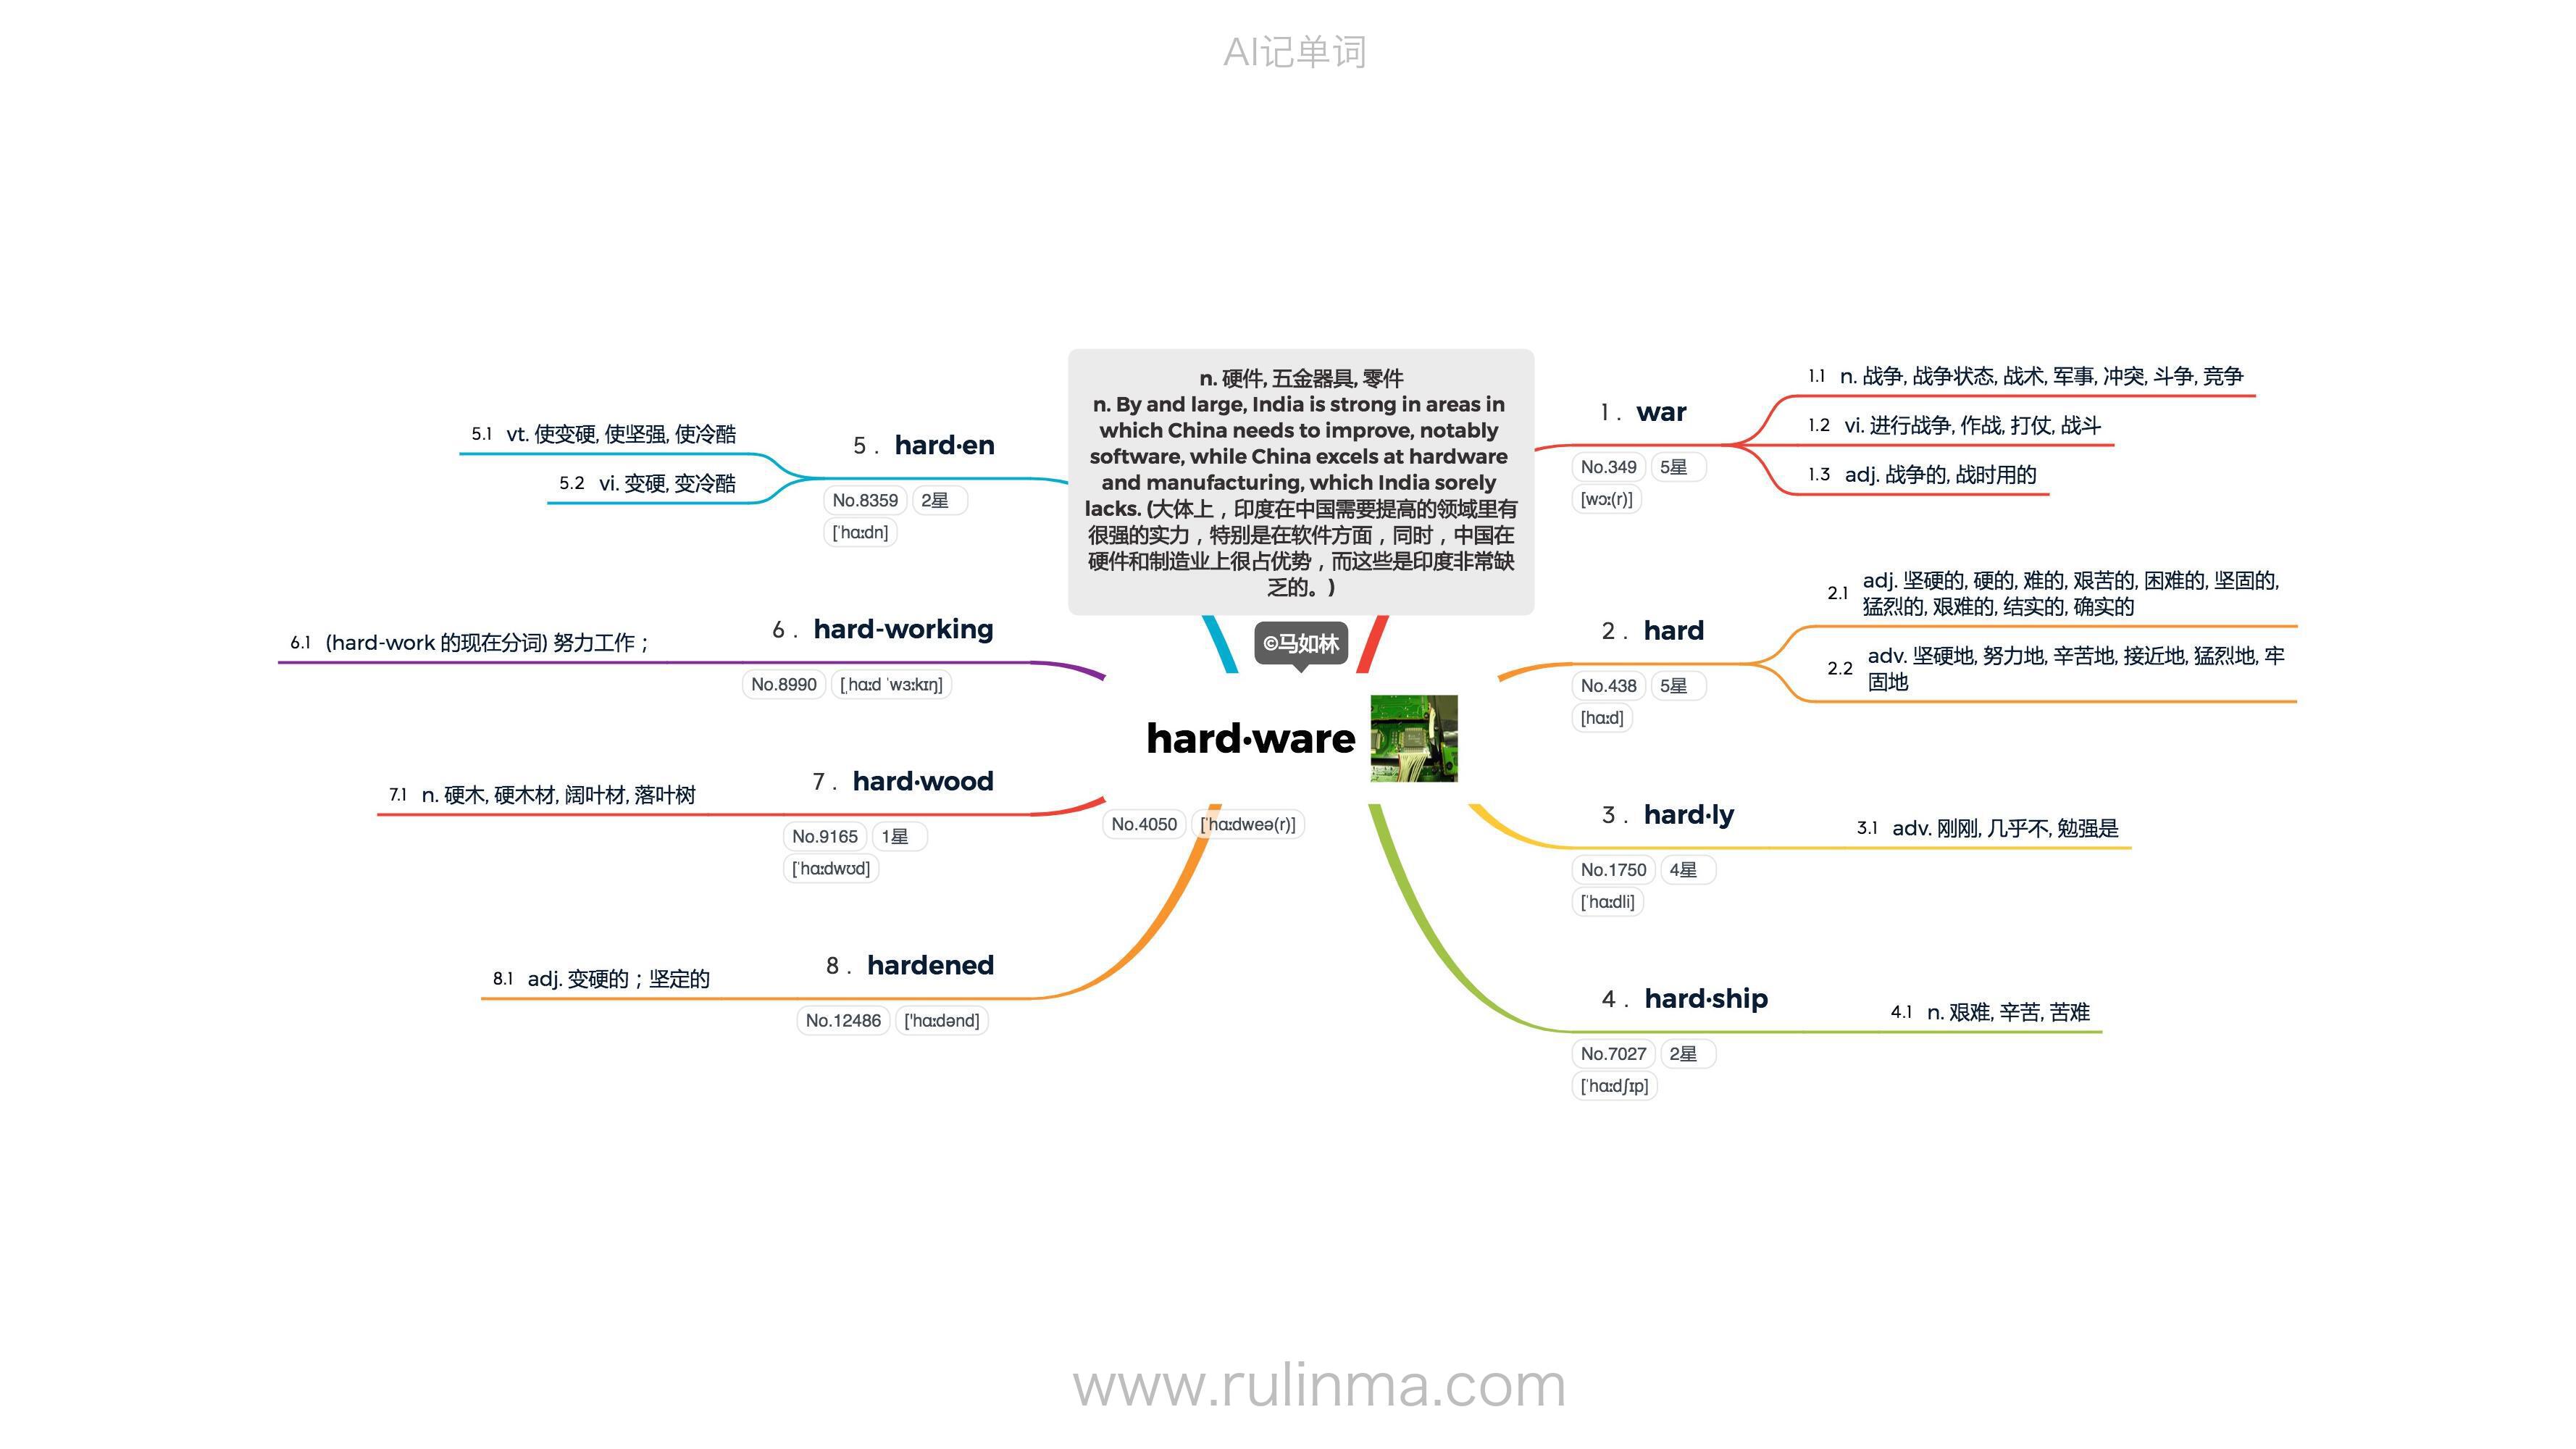 AI记单词
n. 硬件, 五金器具, 零件
n. By and large, India is strong in areas in
which China needs to improve, notably
software, while China excels at hardware
and manufacturing, which India sorely
lacks. (大体上，印度在中国需要提高的领域里有
很强的实力，特别是在软件方面，同时，中国在
硬件和制造业上很占优势，而这些是印度非常缺
乏的。)
©马如林
hard·ware
No.4050 [ˈhɑːdweə(r)]
1 . war
No.349 5星
[wɔː(r)]
1.1 n. 战争, 战争状态, 战术, 军事, 冲突, 斗争, 竞争
1.2 vi. 进行战争, 作战, 打仗, 战斗
1.3 adj. 战争的, 战时用的
2 . hard
No.438 5星
[hɑːd]
2.1 adj. 坚硬的, 硬的, 难的, 艰苦的, 困难的, 坚固的,
猛烈的, 艰难的, 结实的, 确实的
2.2 adv. 坚硬地, 努力地, 辛苦地, 接近地, 猛烈地, 牢
固地
3 . hard·ly
No.1750 4星
[ˈhɑːdli]
3.1 adv. 刚刚, 几乎不, 勉强是
4 . hard·ship
No.7027 2星
[ˈhɑːdʃɪp]
4.1 n. 艰难, 辛苦, 苦难
5 . hard·en
No.8359 2星
[ˈhɑːdn]
5.1 vt. 使变硬, 使坚强, 使冷酷
5.2 vi. 变硬, 变冷酷
6 . hard-working
No.8990 [ˌhɑːd ˈwɜːkɪŋ]
6.1 (hard-work 的现在分词) 努力工作；
7 . hard·wood
No.9165 1星
[ˈhɑːdwʊd]
7.1 n. 硬木, 硬木材, 阔叶材, 落叶树
8 . hardened
No.12486 ['hɑːdənd]
8.1 adj. 变硬的；坚定的
www.rulinma.com